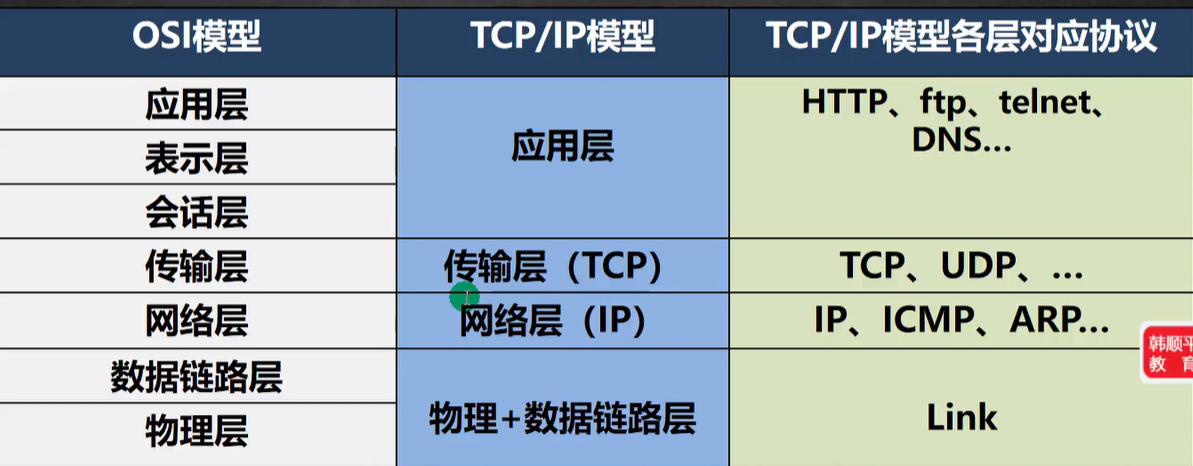 OSI模型 TCP/IP模型 TCP/IP模型各层对应协议
应用层
表示层
会话层
应用层
HTTP、ftp、telnet、
DNS...
传输层 传输层（TCP） TCP、UDP、...
网络层 网络层（IP） IP、ICMP、ARP...
数据链路层
物理层
物理+数据链路层
Link
韩顺平
教 育